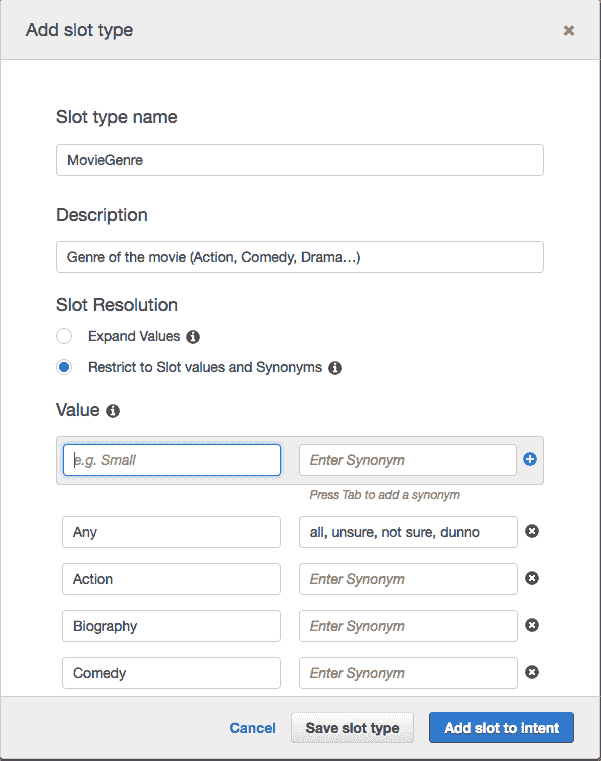 Add slot type
Slot type name
MovieGenre
Description
Genre of the movie (Action, Comedy, Drama...)
Slot Resolution
Expand Values
Restrict to Slot values and Synonyms
Value
e.g. Small Enter Synonym
Press Tab to add a synonym
Any all, unsure, not sure, dunno
Action Enter Synonym
Biography Enter Synonym
Comedy Enter Synonym
Cancel Save slot type Add slot to intent